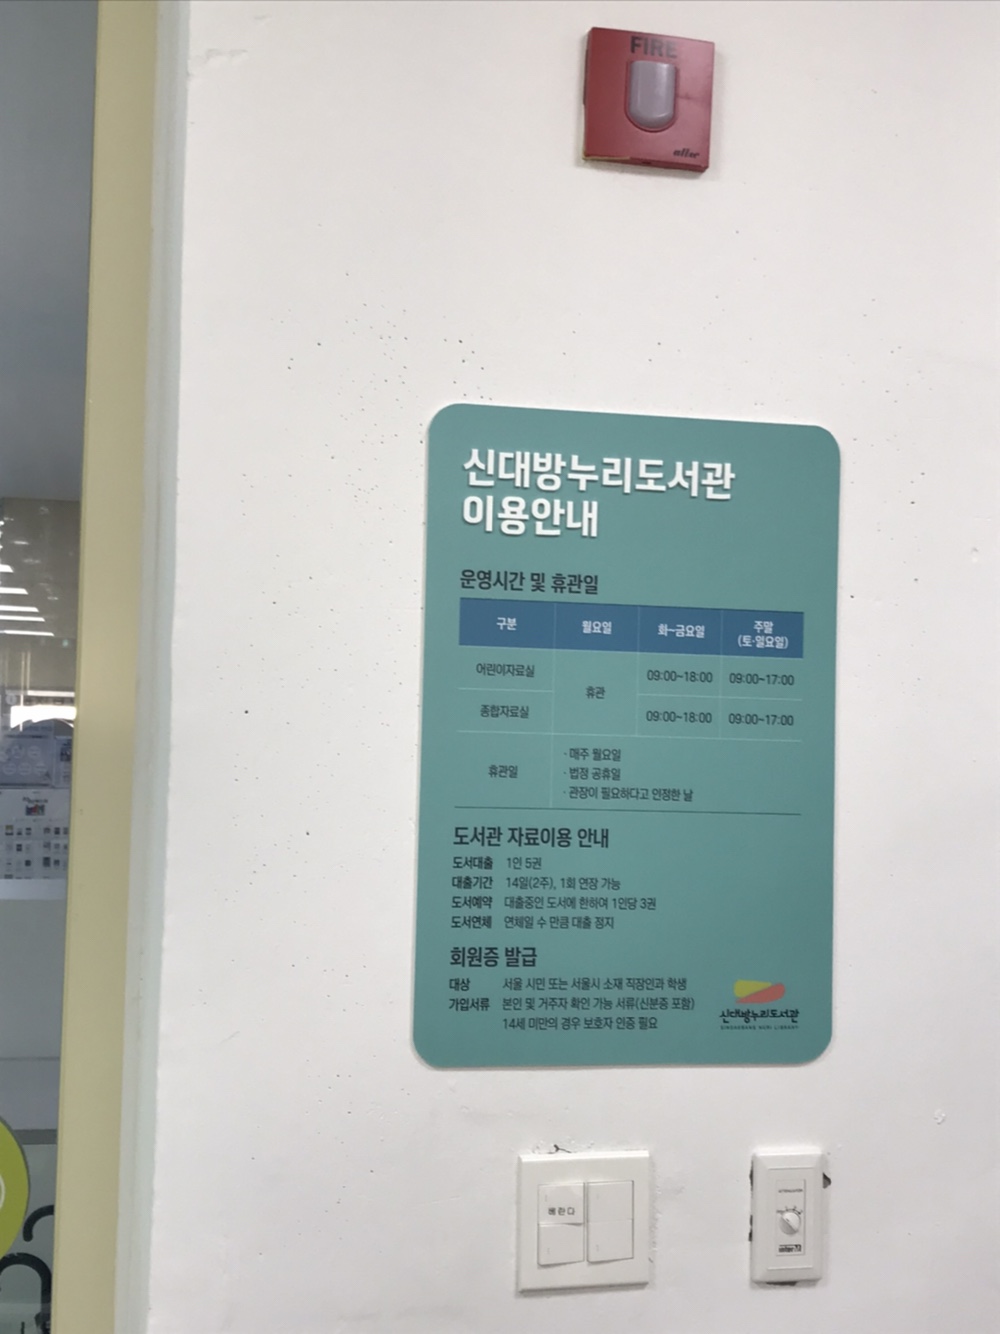 FIRE
신대방누리도서관
이용안내
운영시간 및 휴관일
구분 월요일 화~금요일 주말
(토·일요일)
어린이자료실 휴관 09:00~18:00 09:00~17:00
종합자료실 09:00~18:00 09:00~17:00
휴관일
· 매주 월요일
· 법정 공휴일
· 관장이 필요하다고 인정한 날
도서관 자료이용 안내
도서대출 1인 5권
대출기간 14일(2주), 1회 연장 가능
도서예약 대출중인 도서에 한하여 1인당 3권
도서연체 연체일 수 만큼 대출 정지
회원증 발급
대상 서울 시민 또는 서울시 소재 직장인과 학생
가입서류 본인 및 거주자 확인 가능 서류(신분증 포함)
14세 미만의 경우 보호자 인증 필요
신대방누리도서관
SINDAEBANG NURI LIBRARY
베란다
ATTENUATOR